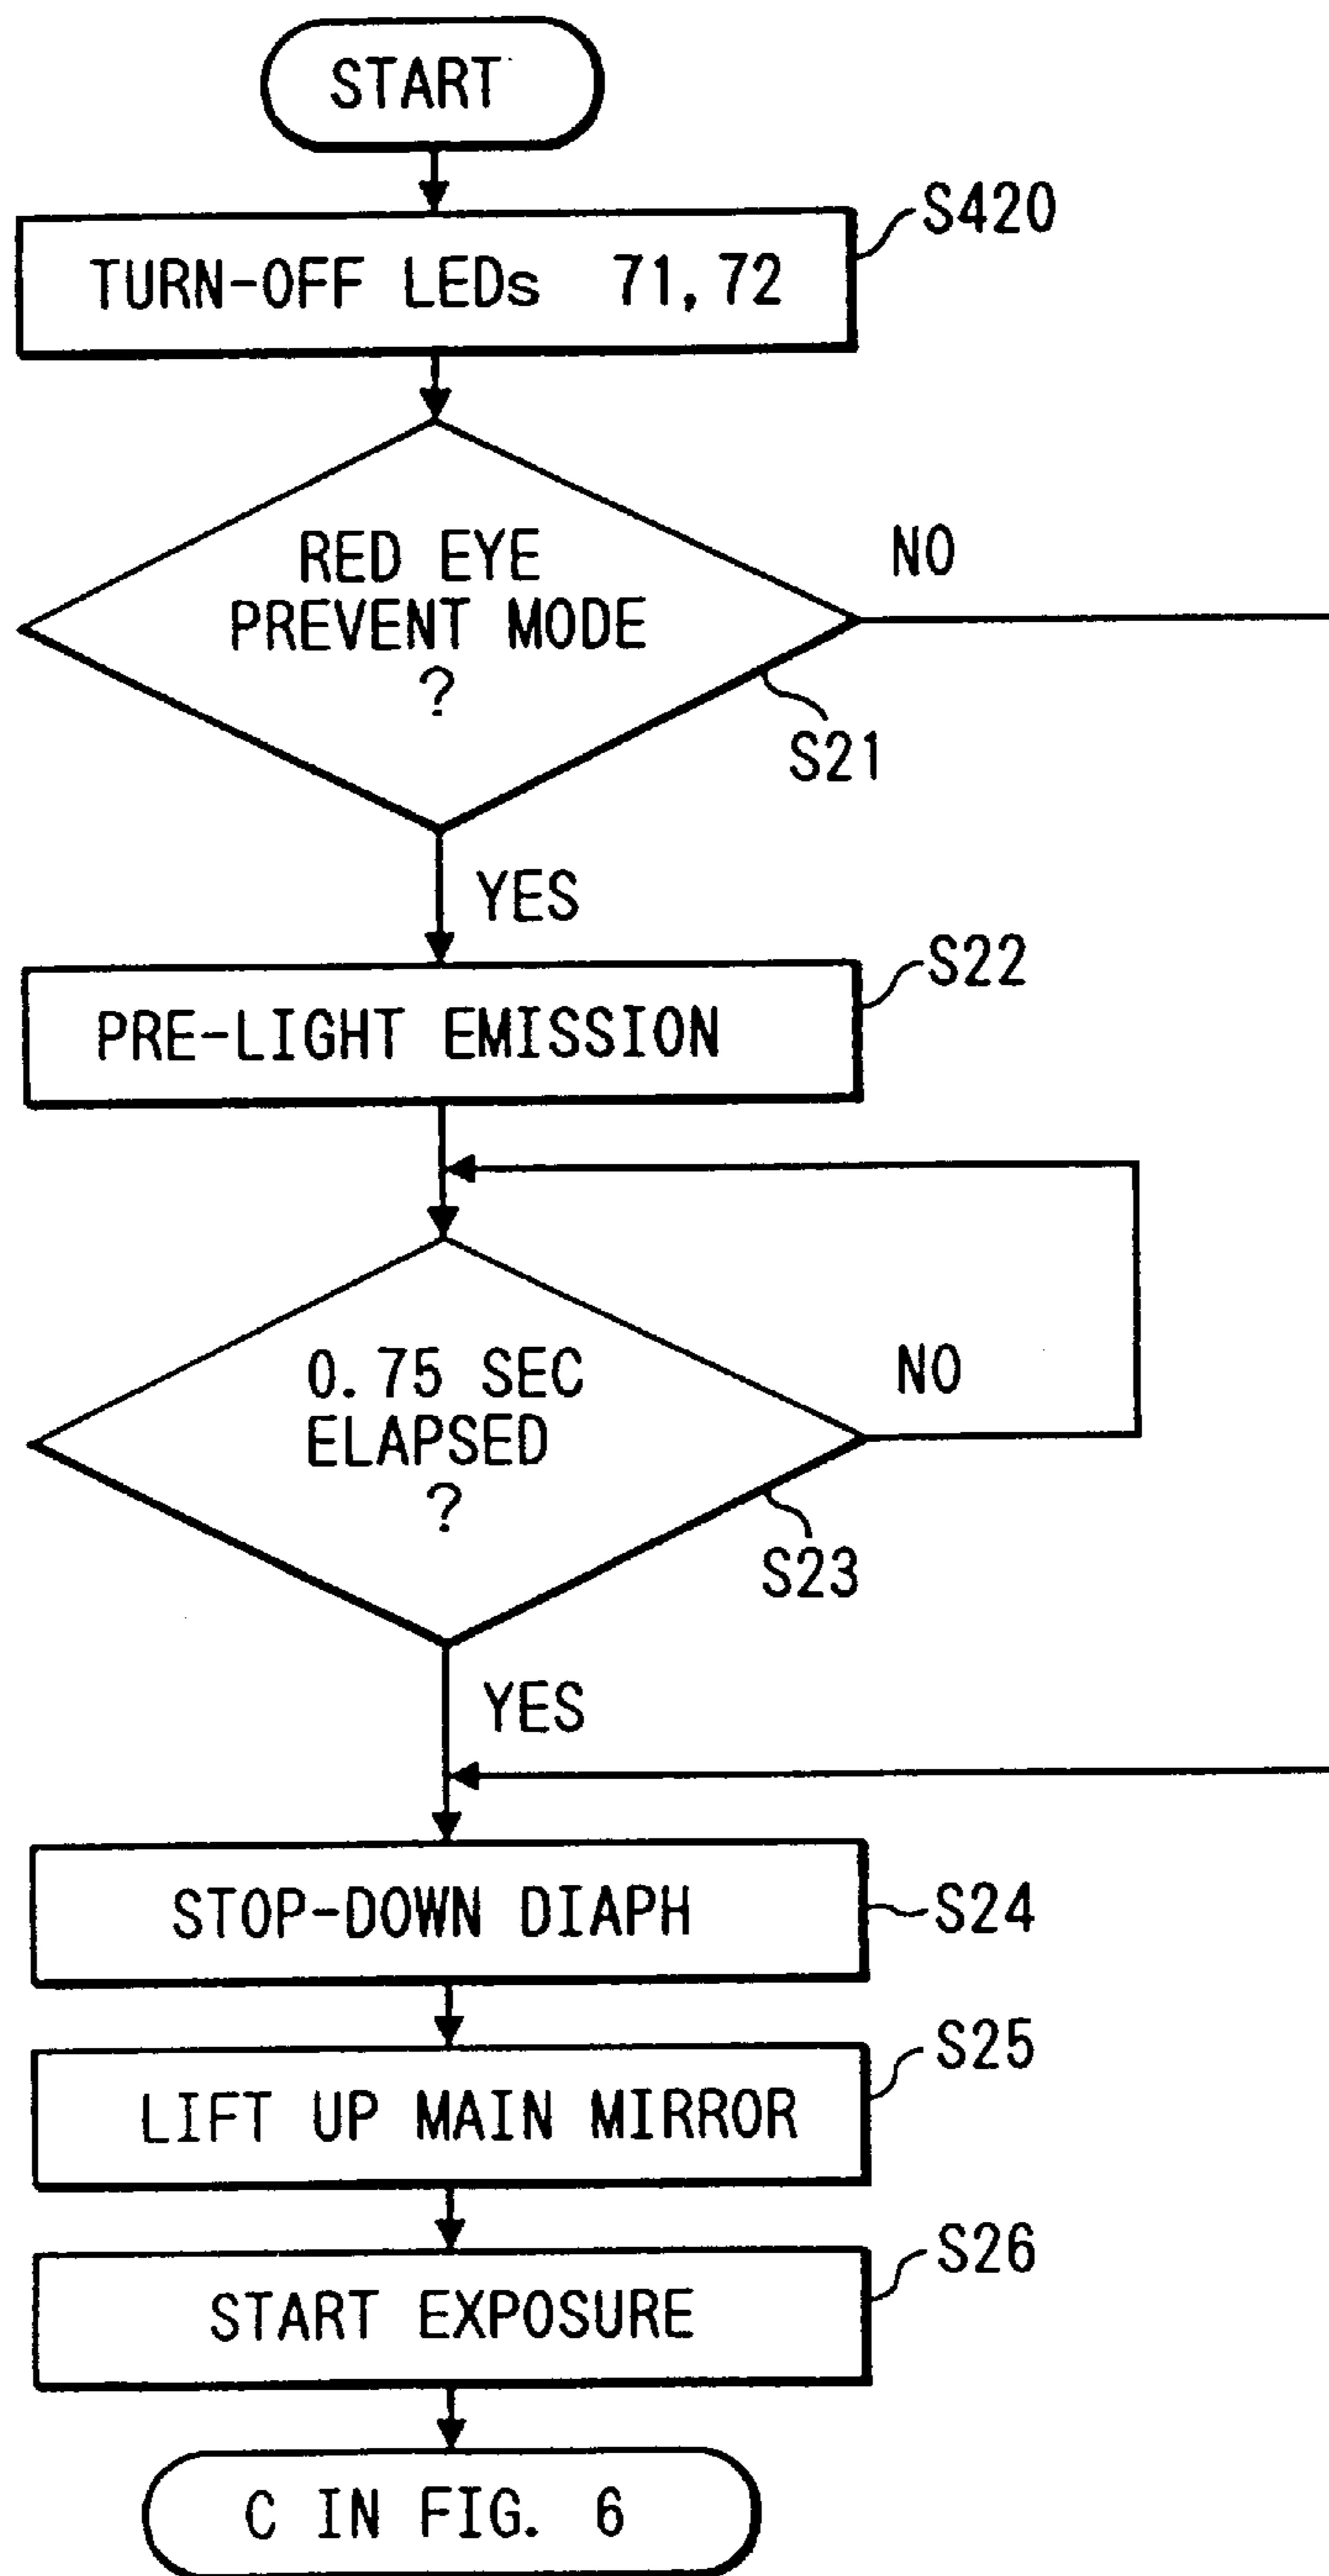 START
S420
TURN-OFF LEDs 71, 72
RED EYE
PREVENT MODE
?
NO
S21
YES
S22
PRE-LIGHT EMISSION
0.75 SEC
ELAPSED
?
NO
S23
YES
STOP-DOWN DIAPH
S24
S25
LIFT UP MAIN MIRROR
S26
START EXPOSURE
C IN FIG. 6